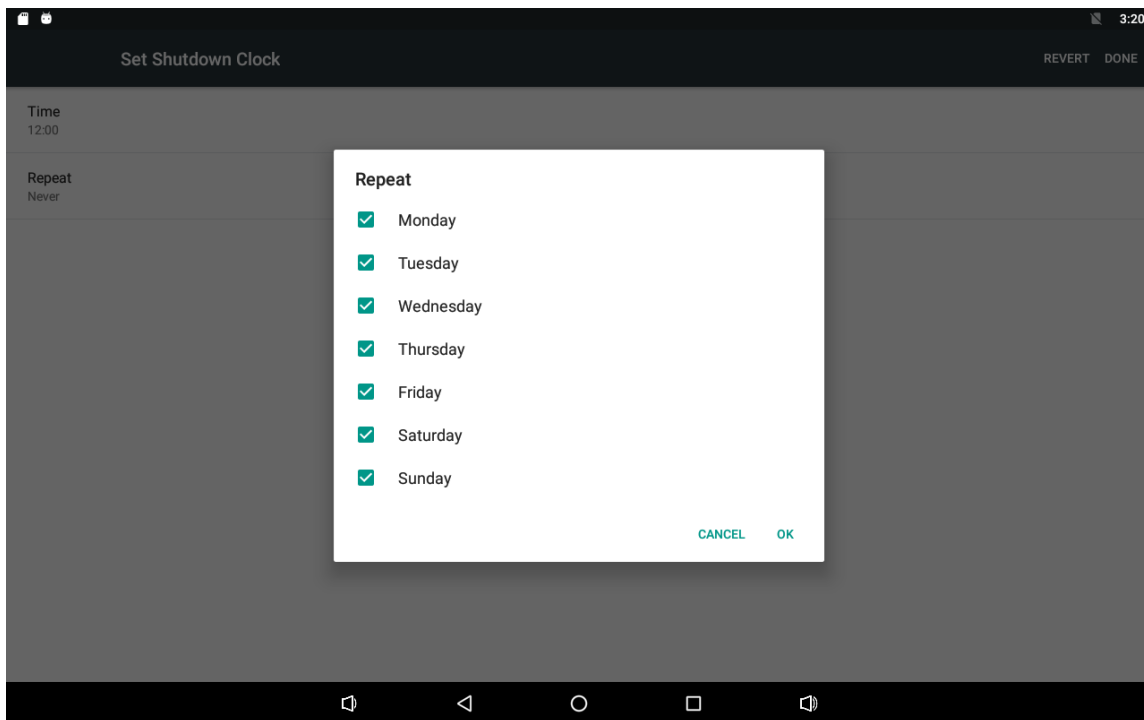 3:20
Set Shutdown Clock
REVERT DONE
Time
12:00
Repeat
Never
Repeat
Monday
Tuesday
Wednesday
Thursday
Friday
Saturday
Sunday
CANCEL OK